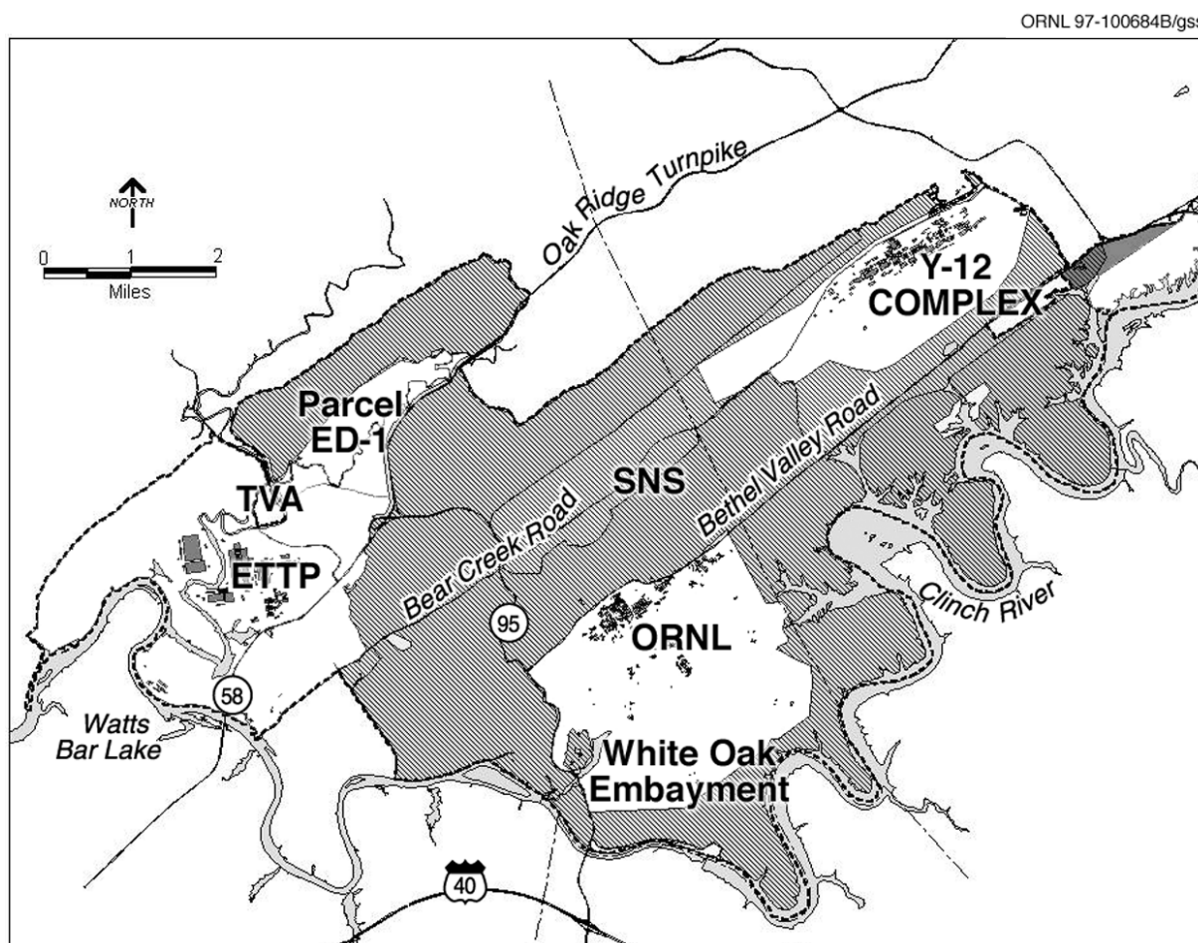 ORNL 97-100684B/gss
NORTH
0 1 2
Miles
Oak Ridge Turnpike
Y-12
COMPLEX
Parcel
ED-1
TVA
SNS
Bethel Valley Road
Bear Creek Road
ETTP
Clinch River
95
ORNL
58
Watts
Bar Lake
White Oak
Embayment
40